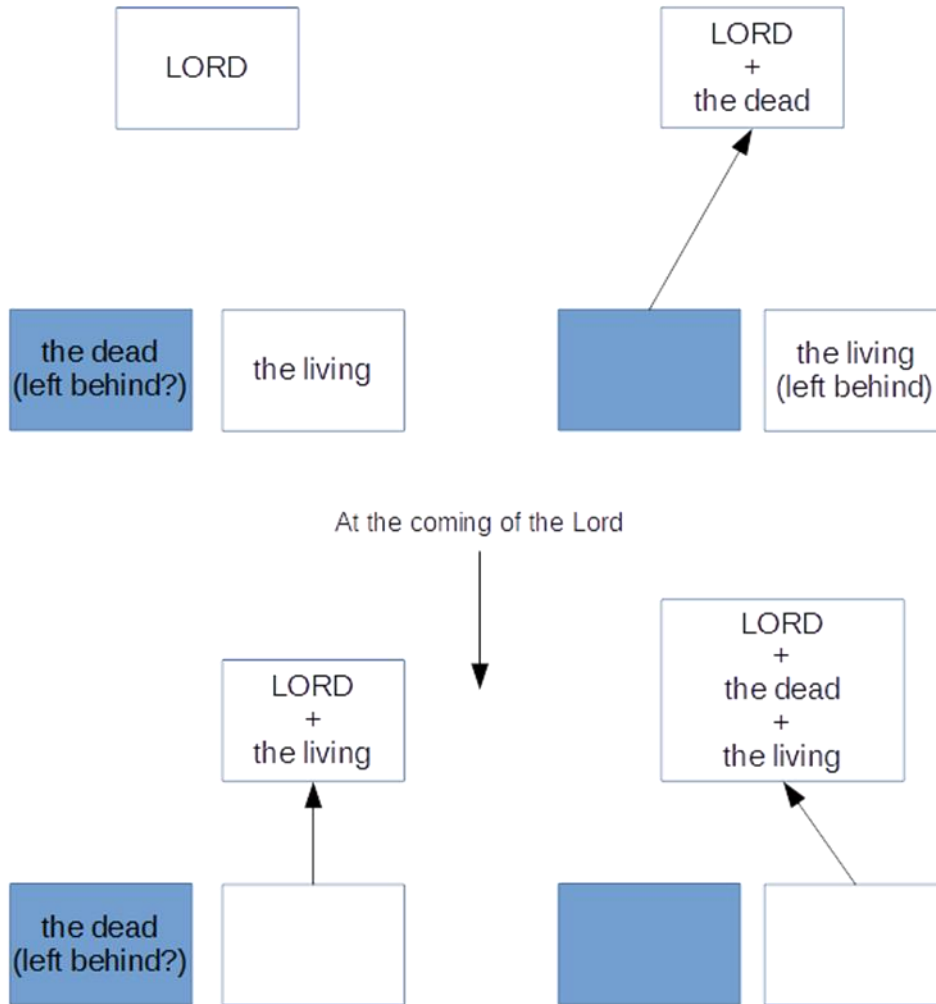 LORD
LORD
+
the dead
the dead
(left behind?)
the living
the living
(left behind)
At the coming of the Lord
LORD
+
the living
LORD
+
the dead
+
the living
the dead
(left behind?)